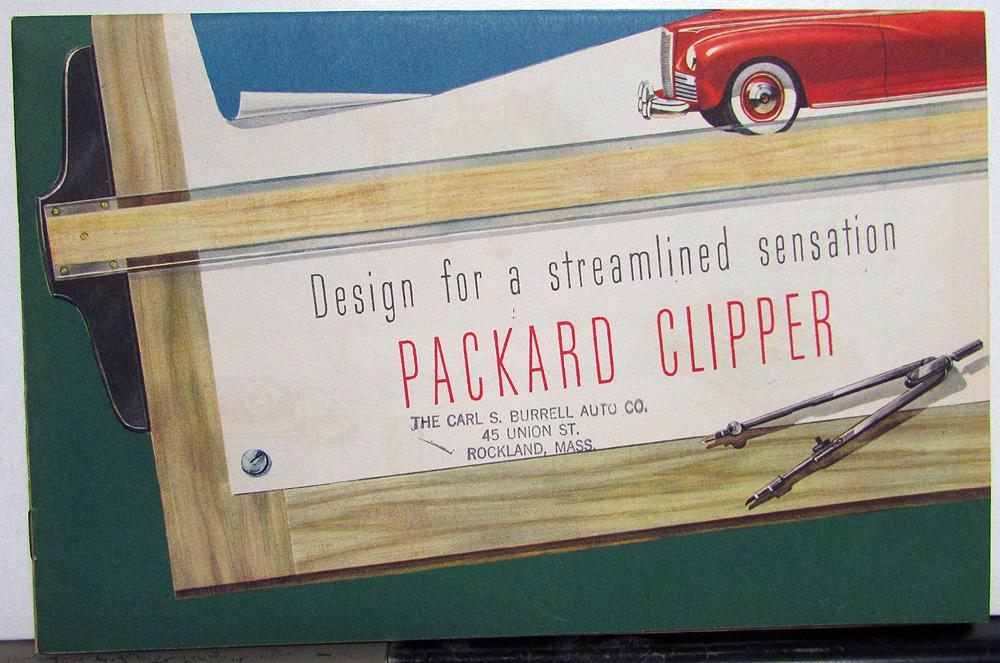 Design for a streamlined sensation
PACKARD CLIPPER
THE CARL S. BURRELL AUTO CO.
45 UNION ST.
ROCKLAND, MASS.